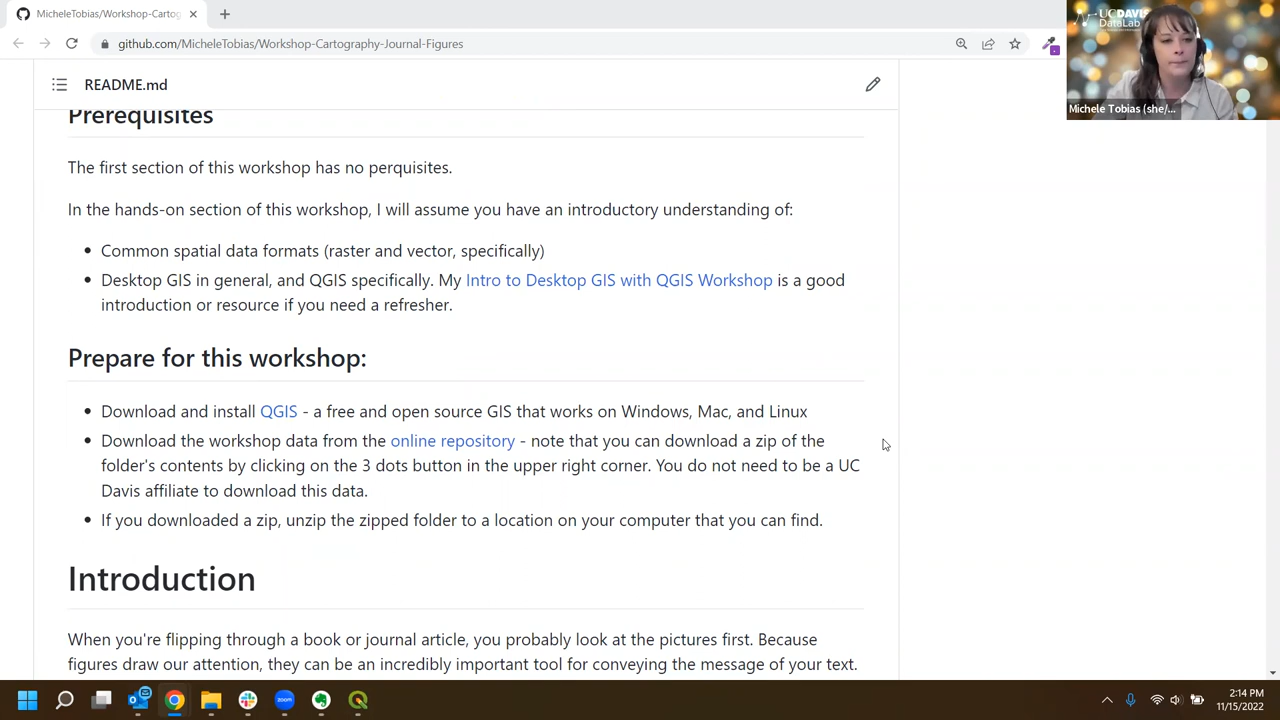 MicheleTobias/Workshop-Cartog
github.com/MicheleTobias/Workshop-Cartography-Journal-Figures
UCDAVIS
DataLab
Michele Tobias (she/...
README.md
Prerequisites
The first section of this workshop has no perquisites.
In the hands-on section of this workshop, I will assume you have an introductory understanding of:
Common spatial data formats (raster and vector, specifically)
Desktop GIS in general, and QGIS specifically. My Intro to Desktop GIS with QGIS Workshop is a good
introduction or resource if you need a refresher.
Prepare for this workshop:
Download and install QGIS - a free and open source GIS that works on Windows, Mac, and Linux
Download the workshop data from the online repository - note that you can download a zip of the
folder's contents by clicking on the 3 dots button in the upper right corner. You do not need to be a UC
Davis affiliate to download this data.
If you downloaded a zip, unzip the zipped folder to a location on your computer that you can find.
Introduction
When you're flipping through a book or journal article, you probably look at the pictures first. Because
figures draw our attention, they can be an incredibly important tool for conveying the message of your text.
zoom
2:14 PM
11/15/2022